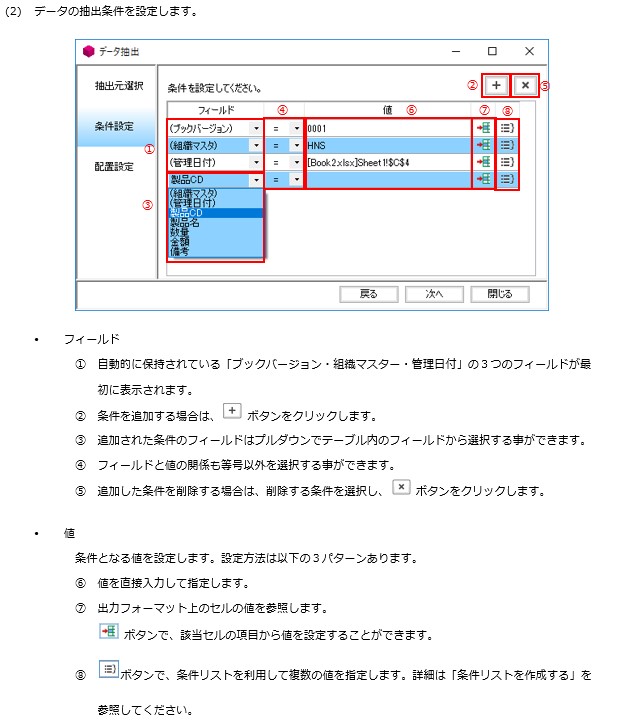 (2) データの抽出条件を設定します。
データ抽出
抽出元選択
条件設定
配置設定
条件を設定してください。
② + × ⑤
フィールド ④ 値 ⑥ ⑦ ⑧
①
(ブックバージョン) = 0001
(組織マスタ) = HNS
(管理日付) = [Book2.xlsx]Sheet1!$C$4
製品CD =
③
(組織マスタ)
(管理日付)
製品CD
製品名
数量
金額
備考
戻る 次へ 閉じる
• フィールド
① 自動的に保持されている「ブックバージョン・組織マスター・管理日付」の3つのフィールドが最
初に表示されます。
② 条件を追加する場合は、 + ボタンをクリックします。
③ 追加された条件のフィールドはプルダウンでテーブル内のフィールドから選択する事ができます。
④ フィールドと値の関係も等号以外を選択する事ができます。
⑤ 追加した条件を削除する場合は、削除する条件を選択し、 × ボタンをクリックします。
• 値
条件となる値を設定します。設定方法は以下の3パターンあります。
⑥ 値を直接入力して指定します。
⑦ 出力フォーマット上のセルの値を参照します。
ボタンで、該当セルの項目から値を設定することができます。
⑧ ボタンで、条件リストを利用して複数の値を指定します。詳細は「条件リストを作成する」を
参照してください。